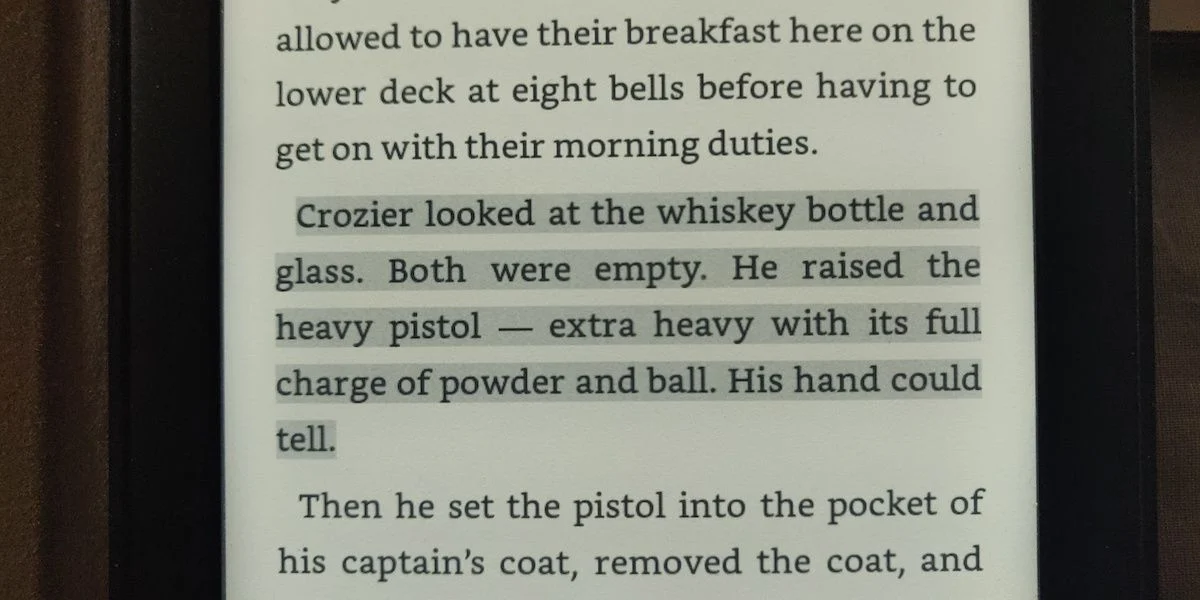 allowed to have their breakfast here on the
lower deck at eight bells before having to
get on with their morning duties.
Crozier looked at the whiskey bottle and
glass. Both were empty. He raised the
heavy pistol — extra heavy with its full
charge of powder and ball. His hand could
tell.
Then he set the pistol into the pocket of
his captain's coat, removed the coat, and